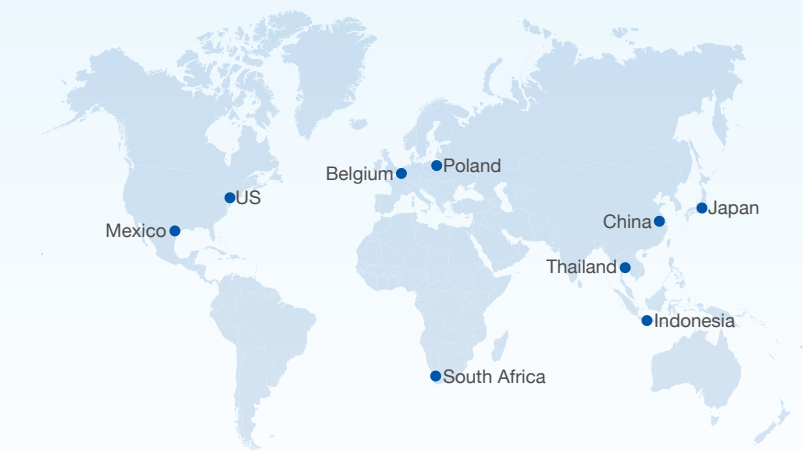 Poland
Belgium
US
Japan
China
Mexico
Thailand
Indonesia
South Africa